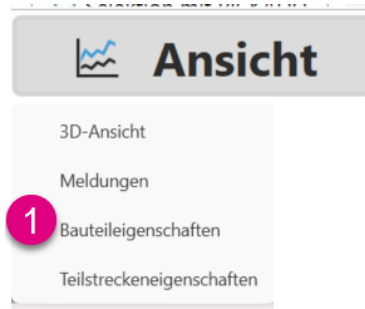 Ansicht
3D-Ansicht
Meldungen
1
Bauteileigenschaften
Teilstreckeneigenschaften